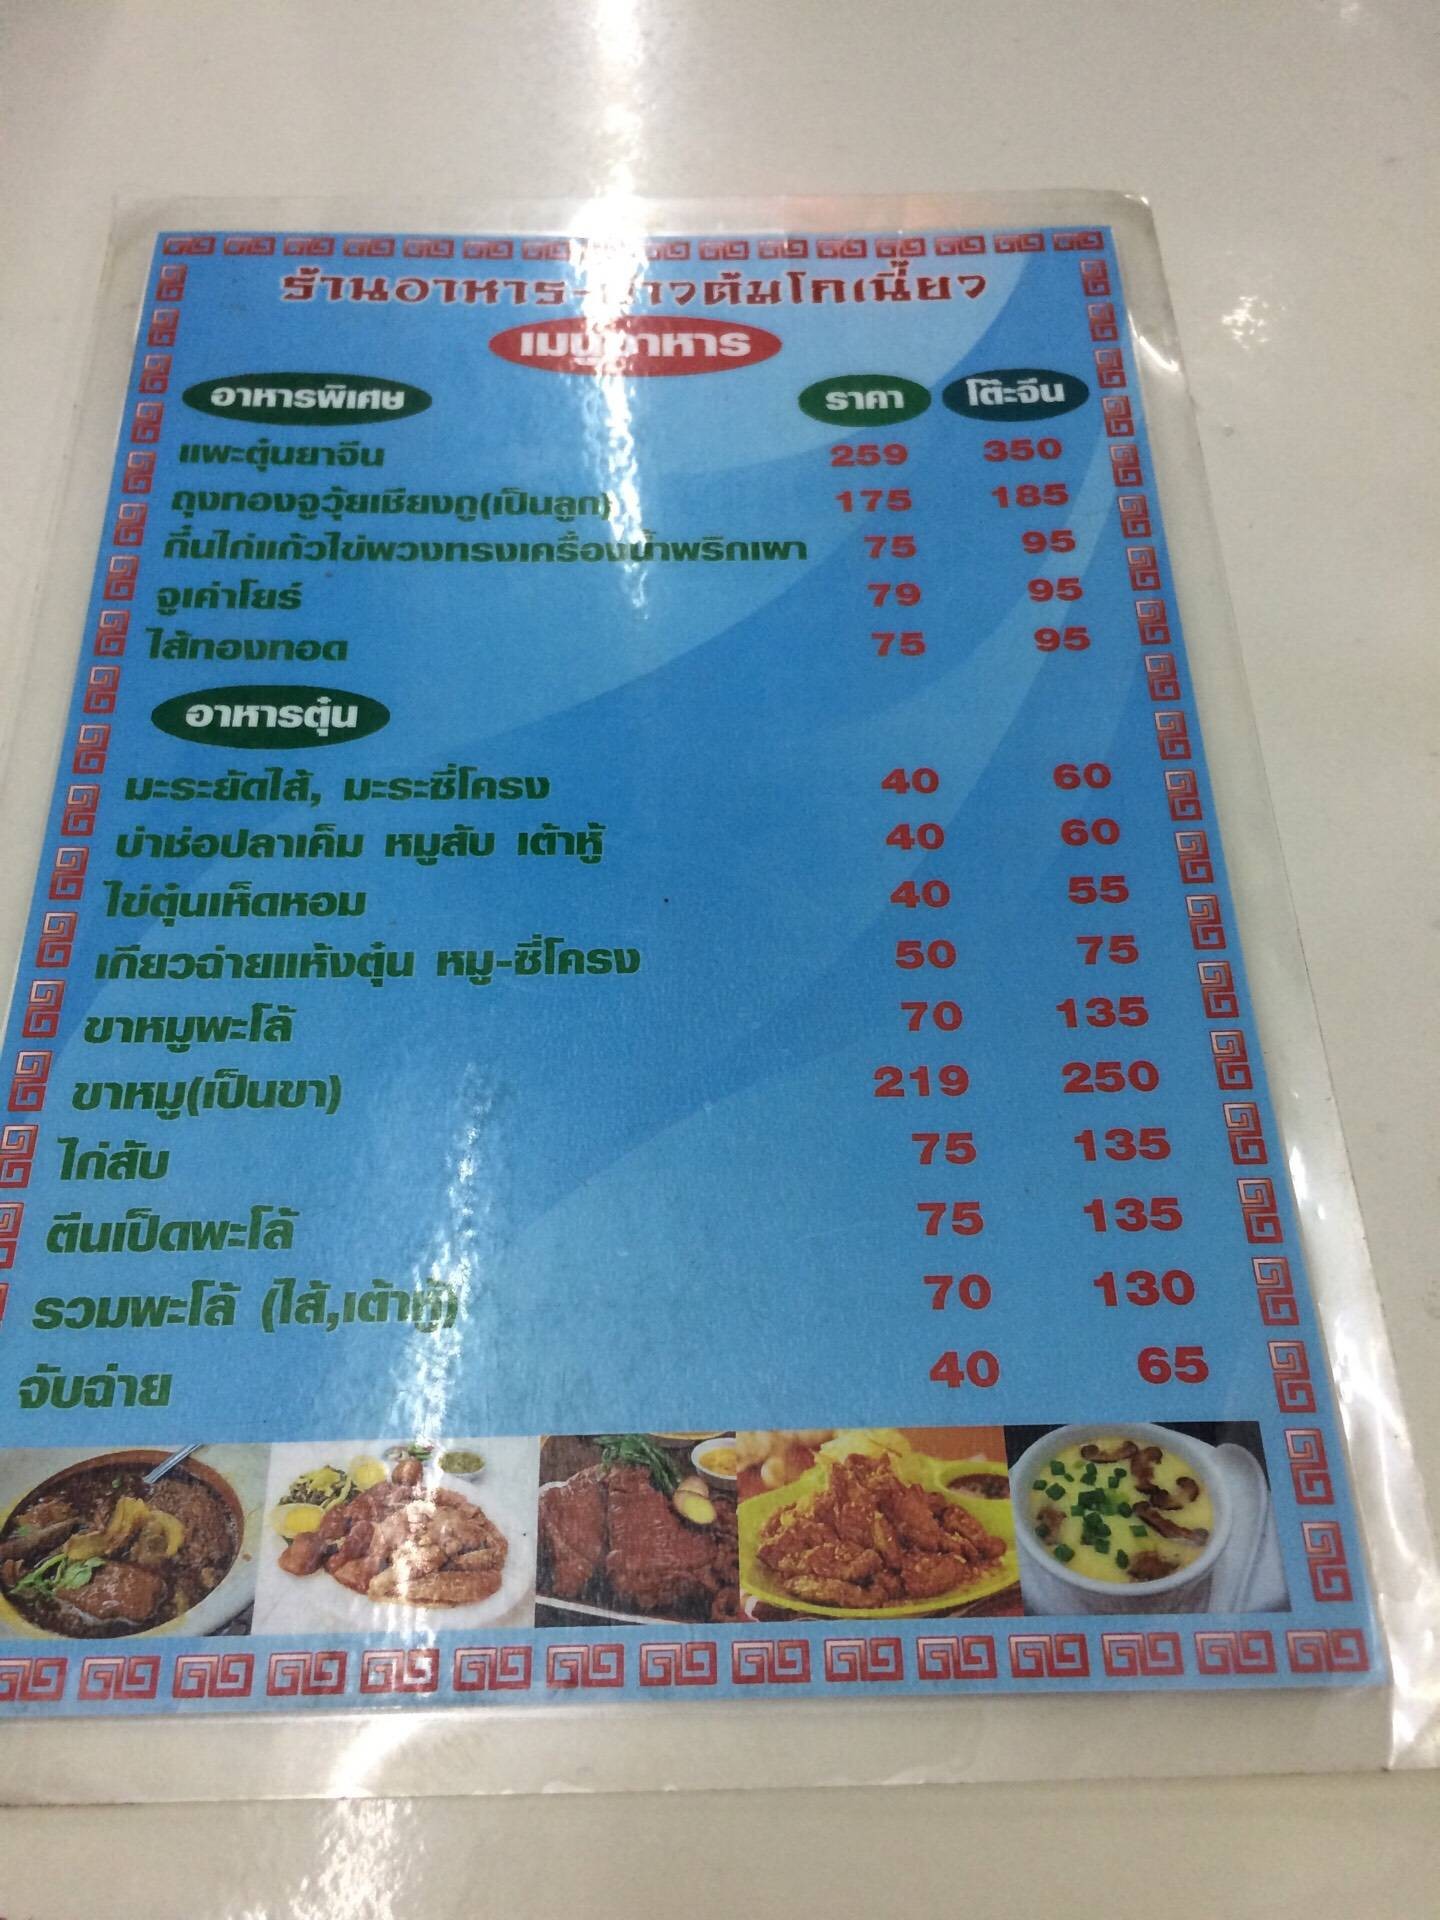 ร้านอาหาร-ข้าวต้มโกเนี๊ยว
เมนูอาหาร
อาหารพิเศษ ราคา โต๊ะจีน
แพะตุ๋นยาจีน 259 350
ถุงทองจูวุ้ยเชียงกู(เป็นลูก) 175 185
กึ๋นไก่แก้วไข่พวงทรงเครื่องน้ำพริกเผา 75 95
จูเค่าโยร์ 79 95
ไส้ทองทอด 75 95
อาหารตุ๋น
มะระยัดไส้, มะระซี่โครง 40 60
บ่าช่อปลาเค็ม หมูสับ เต้าหู้ 40 60
ไข่ตุ๋นเห็ดหอม 40 55
เกียวฉ่ายแห้งตุ๋น หมู-ซี่โครง 50 75
ขาหมูพะโล้ 70 135
ขาหมู(เป็นขา) 219 250
ไก่สับ 75 135
ตีนเป็ดพะโล้ 75 135
รวมพะโล้ (ไส้,เต้าหู้) 70 130
จับฉ่าย 40 65